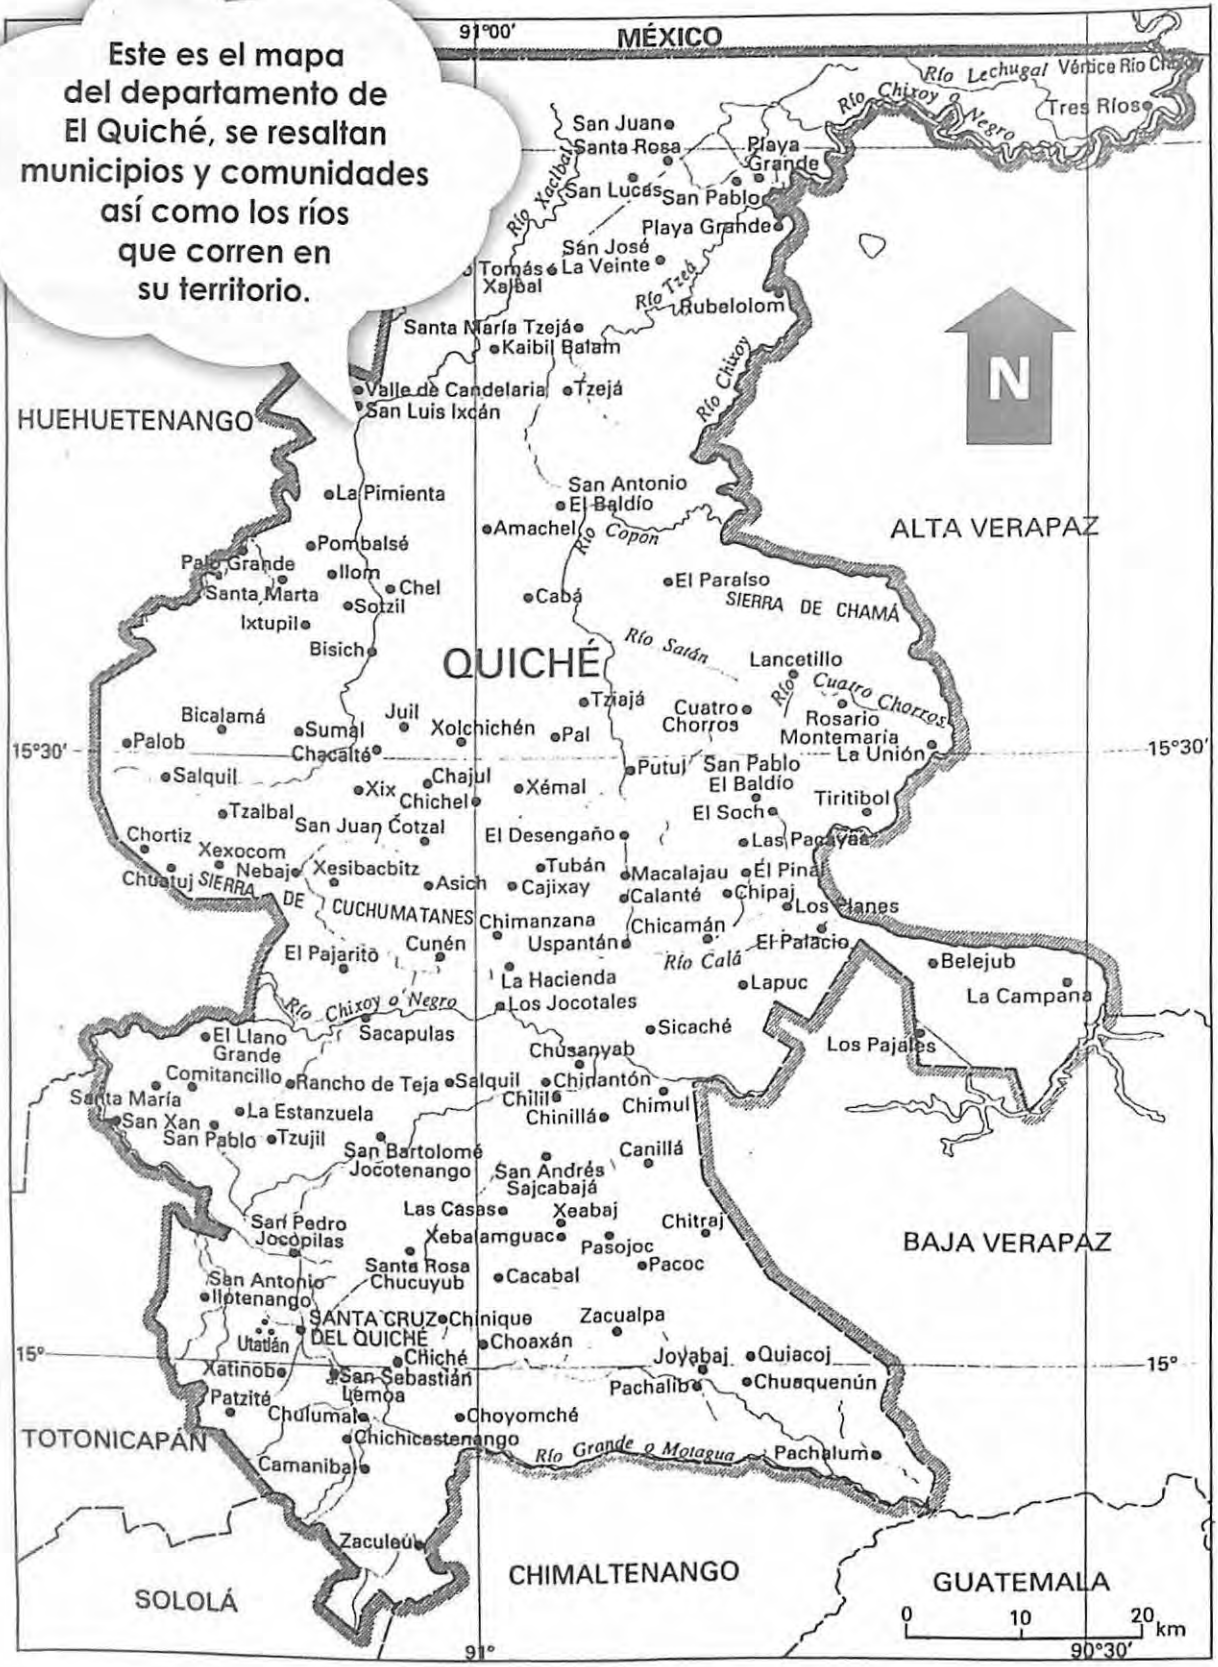 Este es el mapa
del departamento de
El Quiché, se resaltan
municipios y comunidades
así como los ríos
que corren en
su territorio.
91°00'
MÉXICO
Río Lechugal
Vértice Río Chixoy
Río Chixoy o Negro
Tres Ríos
San Juan
Santa Rosa
Playa
Grande
Río Xaclbal
San Lucas
San Pablo
Playa Grande
San José
La Veinte
Tomás
Xalbal
Río Tzeá
Rubelolom
Santa María Tzejá
Kaibil Balam
Río Chixoy
N
Valle de Candelaria
Tzejá
San Luis Ixcán
HUEHUETENANGO
La Pimienta
San Antonio
El Baldío
Amachel
Río Copón
ALTA VERAPAZ
Pombalsé
Palo Grande
Ilom
Santa Marta
Chel
Sotzil
Ixtupil
Cabá
El Paraíso
SIERRA DE CHAMÁ
Bisich
QUICHÉ
Río Satán
Lancetillo
Río Cuatro Chorros
Tziajá
Cuatro
Chorros
Rosario
Montemaría
Bicalamá
Juil
Sumal
Xolchichén
Pal
Palob
Chacalté
La Unión
15°30'
15°30'
Salquil
Putuj
San Pablo
El Baldío
Xix
Chajul
Chichel
Xémal
Tiritibol
Tzalbal
San Juan Cotzal
El Soch
Chortiz
El Desengaño
Las Pacayas
Xexocom
Nebaj
Xesibacbitz
Tubán
Macalajau
El Pinal
Chuatuj
SIERRA DE CUCHUMATANES
Asich
Cajixay
Calanté
Chipaj
Los Planes
Chimanzana
Chicamán
Uspantán
El Palacio
El Pajarito
Cunén
Río Calá
Belejub
La Hacienda
Lapuc
La Campana
Río Chixoy o Negro
Los Jocotales
Sacapulas
Sicaché
Los Pajales
El Llano
Grande
Chusanyab
Comitancillo
Rancho de Teja
Salquil
Chinantón
Santa María
Chilil
Chimul
San Xan
La Estanzuela
Chinillá
San Pablo
Tzujil
San Bartolomé
Jocotenango
Canillá
San Andrés
Sajcabajá
Las Casas
Xeabaj
Chitraj
San Pedro
Jocopilas
Xebalamguac
Pasojoc
BAJA VERAPAZ
Santa Rosa
Chucuyub
Pacoc
San Antonio
Ilotenango
Cacabal
SANTA CRUZ
DEL QUICHÉ
Chinique
Zacualpa
Utatlán
Choaxán
15°
15°
Chiché
Joyabaj
Quiacoj
Xatinobo
San Sebastián
Lemoa
Pachalib
Chuaquenún
Patzité
Chulumal
Choyomché
TOTONICAPÁN
Chichicastenango
Río Grande o Motagua
Pachalum
Camanibal
Zaculeu
CHIMALTENANGO
GUATEMALA
SOLOLÁ
0 10 20 km
91°
90°30'